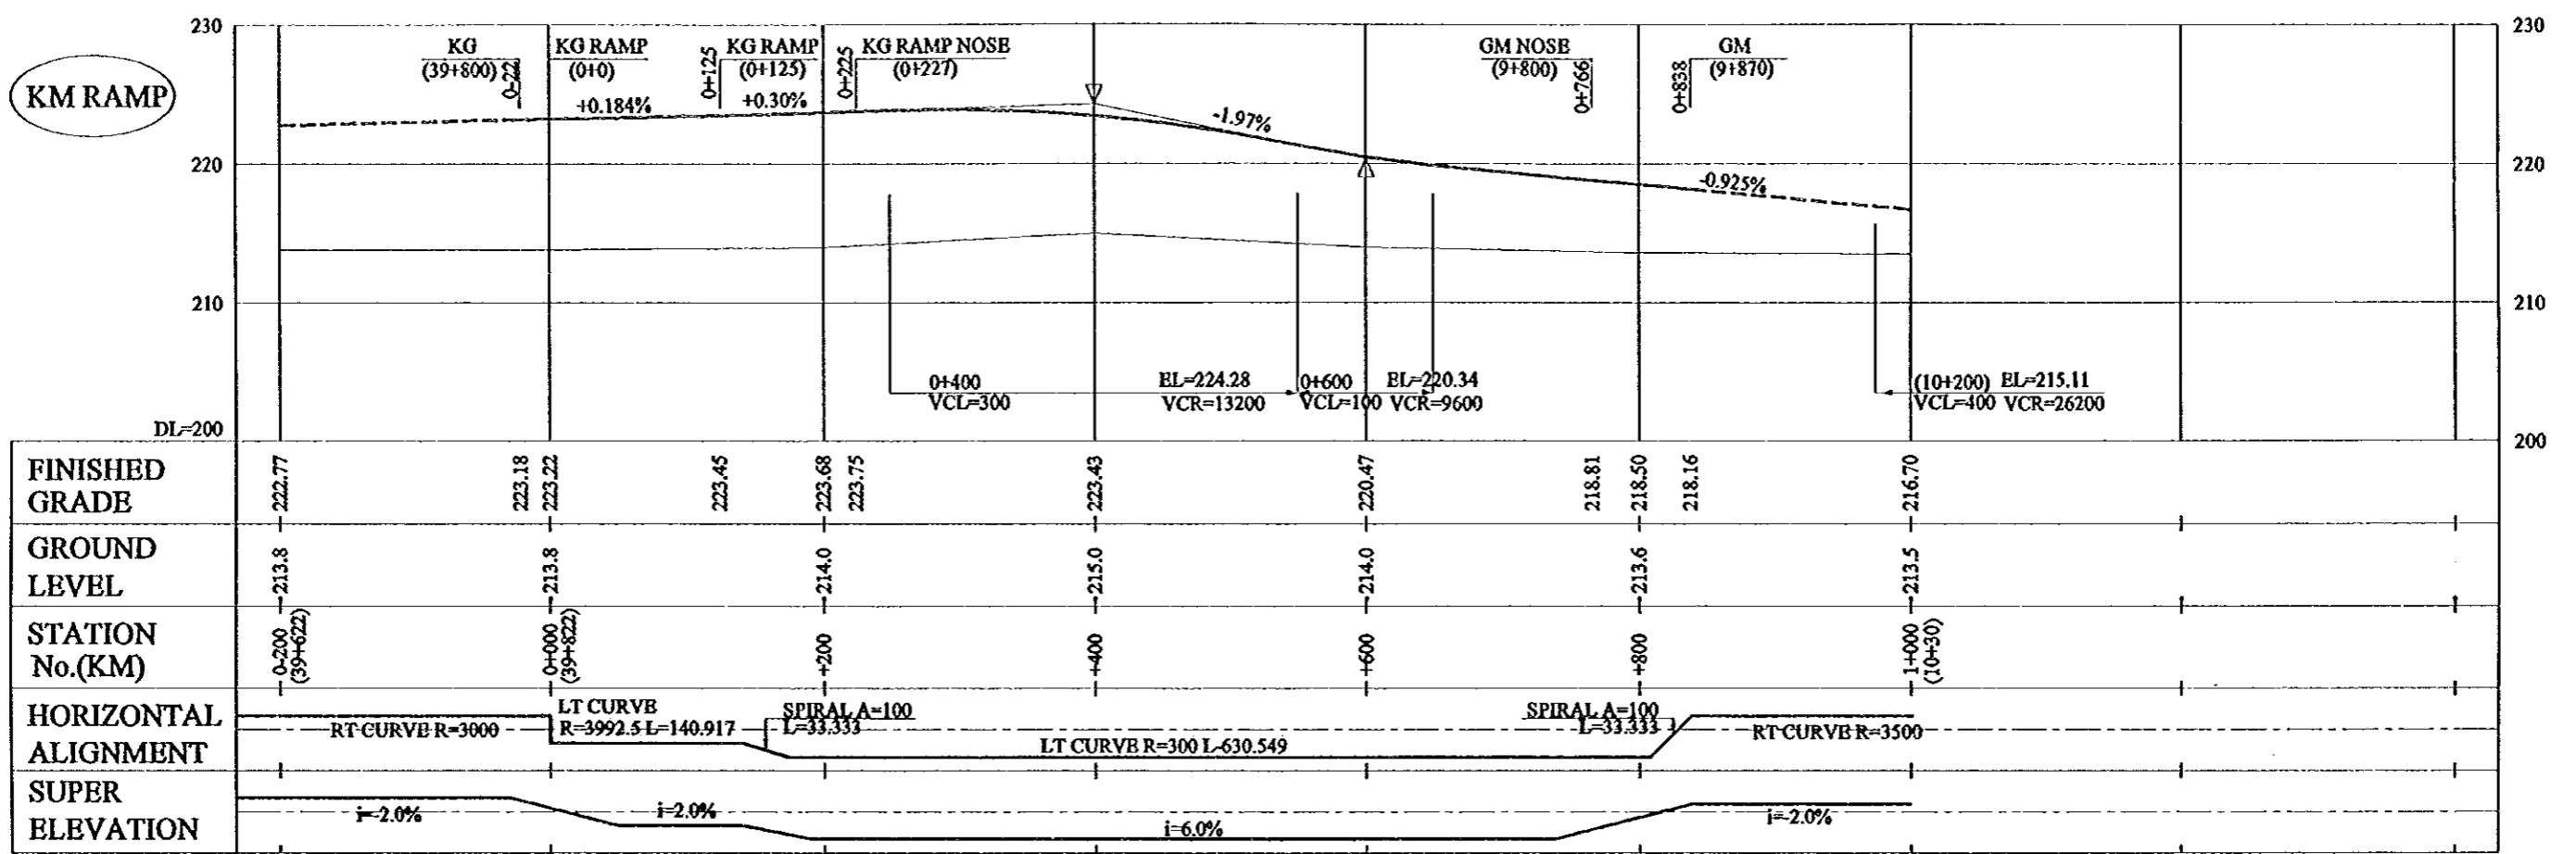 230
230
KM RAMP
KG
(39+800)
0-22
KG RAMP
(0+0)
+0.184%
0+125
KG RAMP
(0+125)
+0.30%
0+225
KG RAMP NOSE
(0+227)
-1.97%
GM NOSE
(9+800)
0+766
GM
(9+870)
0+838
220
220
-0.925%
210
210
0+400
VCL=300
EL=224.28
VCR=13200
0+600
VCL=100
EL=220.34
VCR=9600
(10+200) EL=215.11
VCL=400 VCR=26200
DL=200
200
FINISHED
GRADE
222.77
223.18
223.22
223.45
223.68
223.75
223.43
220.47
218.81
218.50
218.16
216.70
GROUND
LEVEL
213.8
213.8
214.0
215.0
214.0
213.6
213.5
STATION
No.(KM)
0-200
(39+622)
0+000
(39+822)
+200
+400
+600
+800
1+000
(10+30)
HORIZONTAL
ALIGNMENT
RT CURVE R=3000
LT CURVE
R=3992.5 L=140.917
SPIRAL A=100
L=33.333
LT CURVE R=300 L-630.549
SPIRAL A=100
L=33.333
RT CURVE R=3500
SUPER
ELEVATION
i=-2.0%
i=2.0%
i=6.0%
i=-2.0%